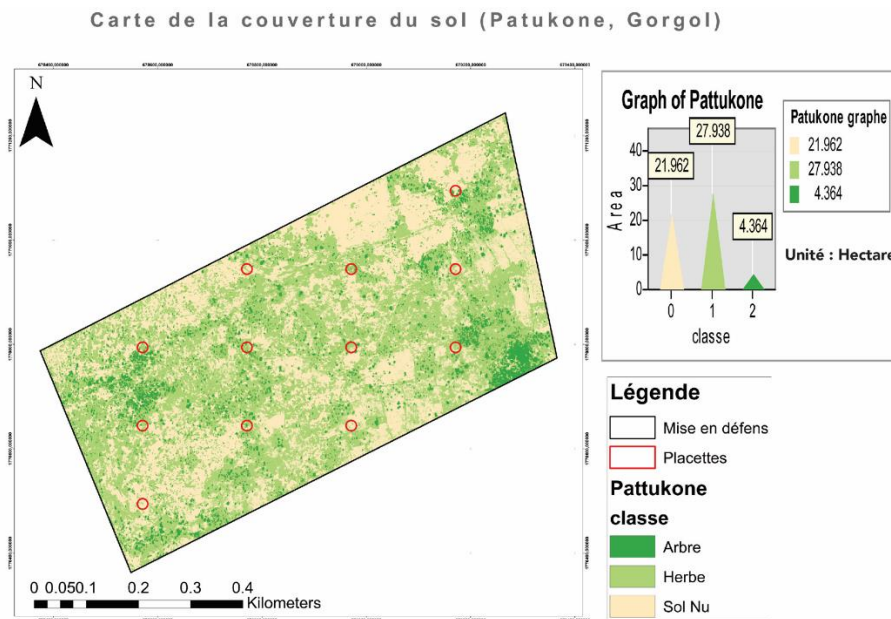 Carte de la couverture du sol (Patukone, Gorgol)
N
0 0.050.1 0.2 0.3 0.4
Kilometers
Graph of Pattukone
27.938
21.962
4.364
40
30
20
10
0
Area
0 1 2
classe
Patukone graphe
21.962
27.938
4.364
Unité : Hectare
Légende
Mise en défens
Placettes
Pattukone
classe
Arbre
Herbe
Sol Nu